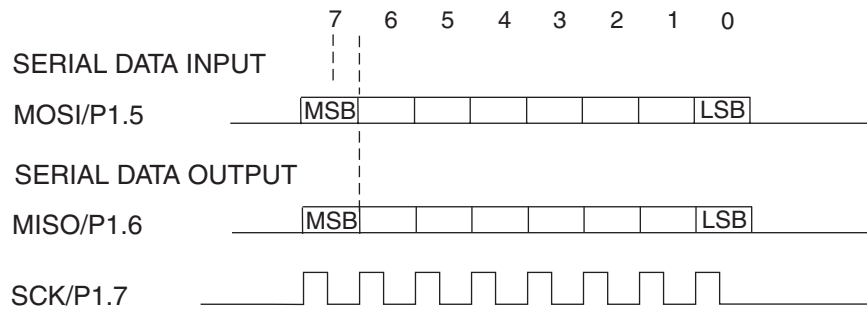 7 6 5 4 3 2 1 0
SERIAL DATA INPUT
MOSI/P1.5 MSB LSB
SERIAL DATA OUTPUT
MISO/P1.6 MSB LSB
SCK/P1.7